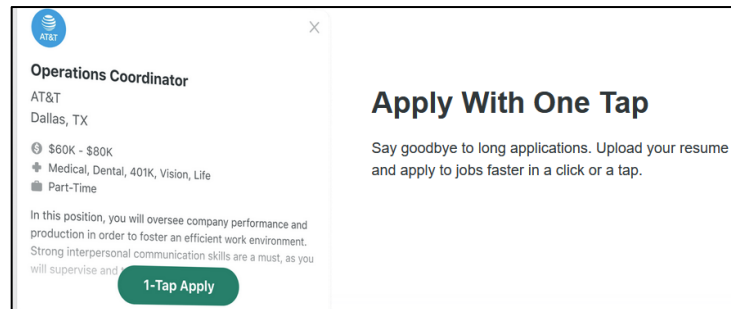 AT&T
Operations Coordinator
AT&T
Dallas, TX
$60K - $80K
Medical, Dental, 401K, Vision, Life
Part-Time
In this position, you will oversee company performance and
production in order to foster an efficient work environment.
Strong interpersonal communication skills are a must, as you
will supervise and
1-Tap Apply
Apply With One Tap
Say goodbye to long applications. Upload your resume
and apply to jobs faster in a click or a tap.